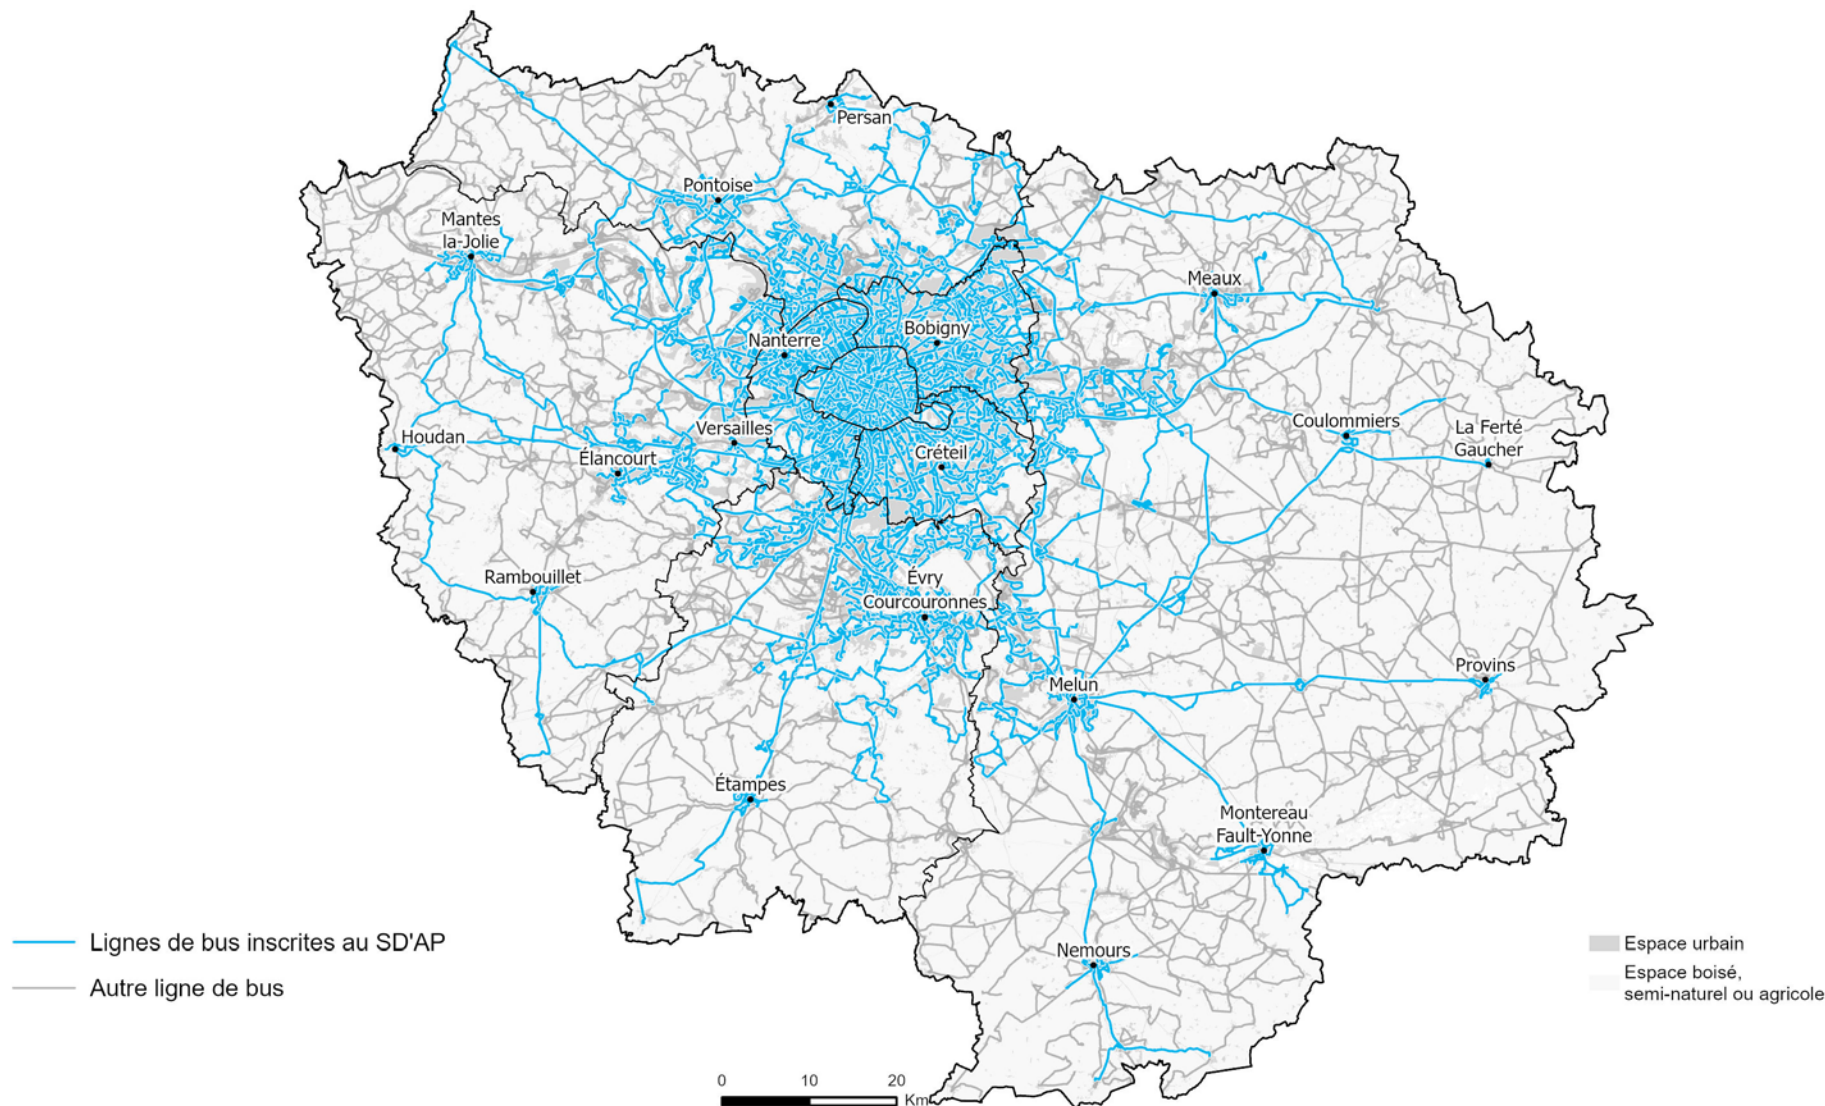 Persan
Pontoise
Mantes
la-Jolie
Meaux
Bobigny
Nanterre
Coulommiers
La Ferté
Gaucher
Versailles
Houdan
Élancourt
Créteil
Rambouillet
Évry
Courcouronnes
Provins
Melun
Étampes
Montereau
Fault-Yonne
Nemours
Lignes de bus inscrites au SD'AP
Autre ligne de bus
Espace urbain
Espace boisé,
semi-naturel ou agricole
0 10 20
Km